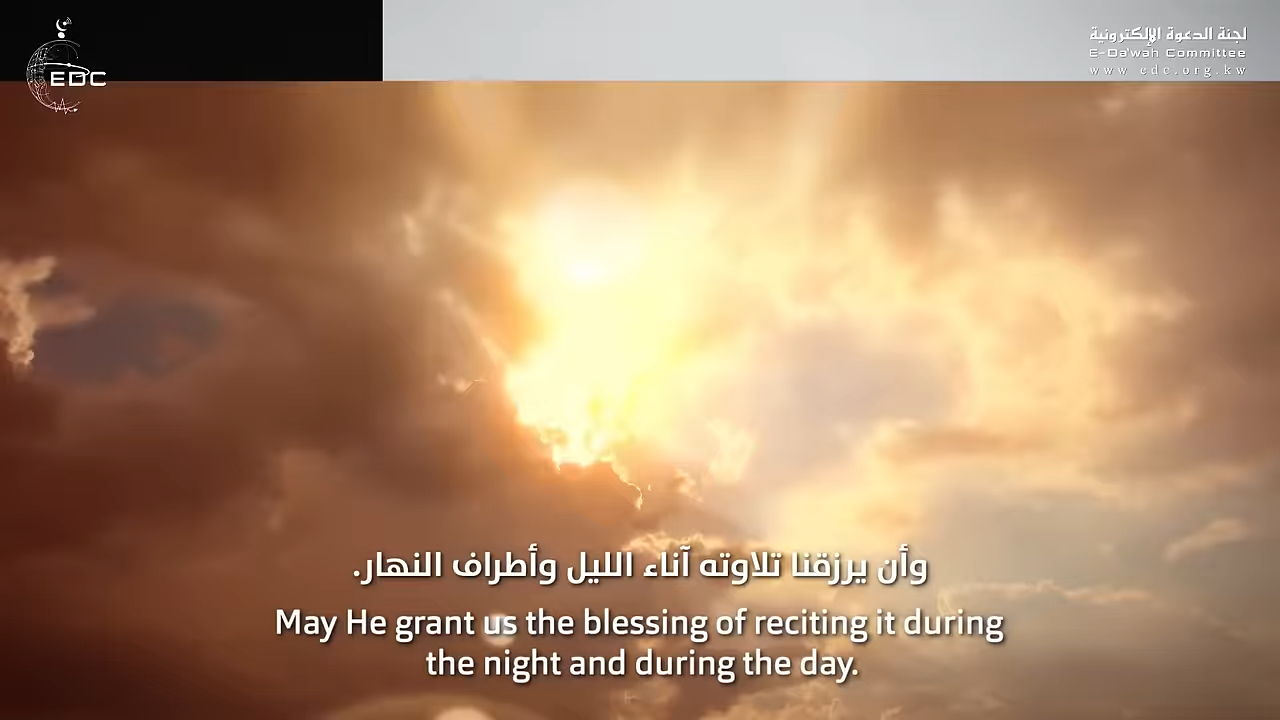 EDC
لجنة الدعوة الإلكترونية
E-Da'wah Committee
www.edc.org.kw
وأن يرزقنا تلاوته آناء الليل وأطراف النهار.
May He grant us the blessing of reciting it during
the night and during the day.